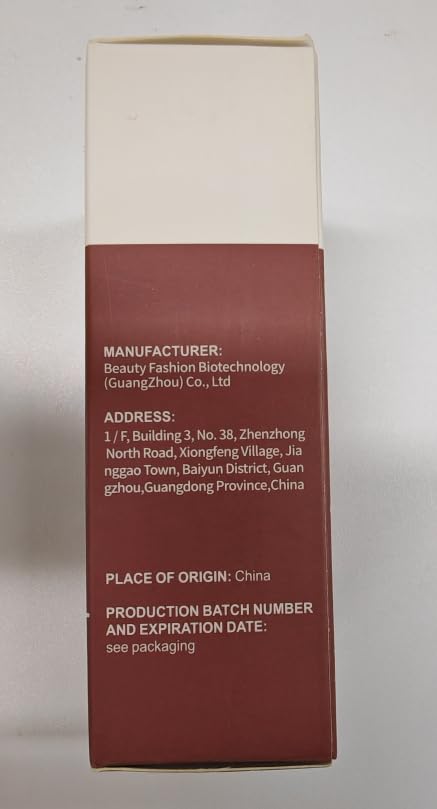 MANUFACTURER:
Beauty Fashion Biotechnology
(GuangZhou) Co., Ltd
ADDRESS:
1 / F, Building 3, No. 38, Zhenzhong
North Road, Xiongfeng Village, Jia
nggao Town, Baiyun District, Guan
gzhou,Guangdong Province,China
PLACE OF ORIGIN: China
PRODUCTION BATCH NUMBER
AND EXPIRATION DATE:
see packaging